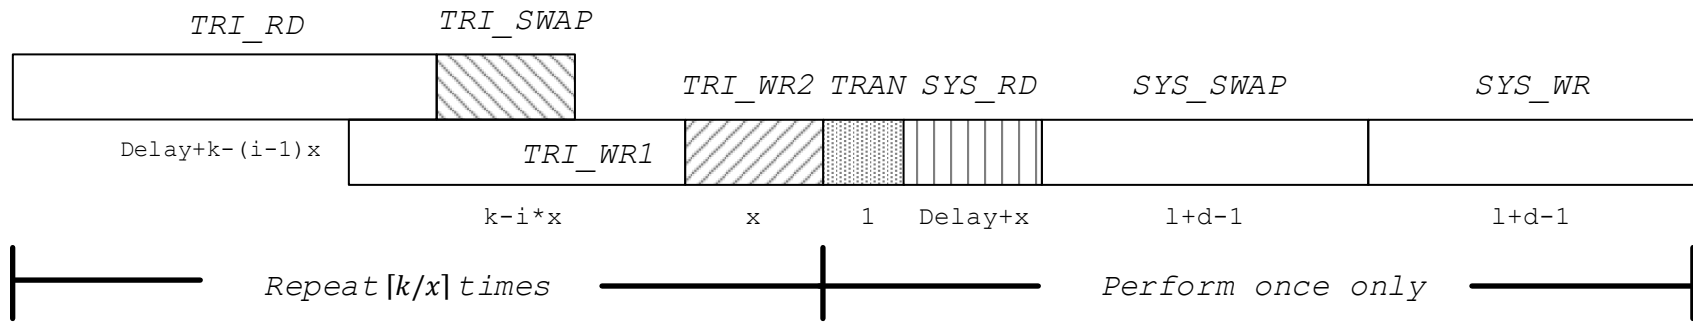 TRI_RD TRI_SWAP
TRI_WR2 TRAN SYS_RD SYS_SWAP SYS_WR
Delay+k-(i-1)x TRI_WR1
k-i*x x 1 Delay+x l+d-1 l+d-1
Repeat ⌈k/x⌉ times Perform once only